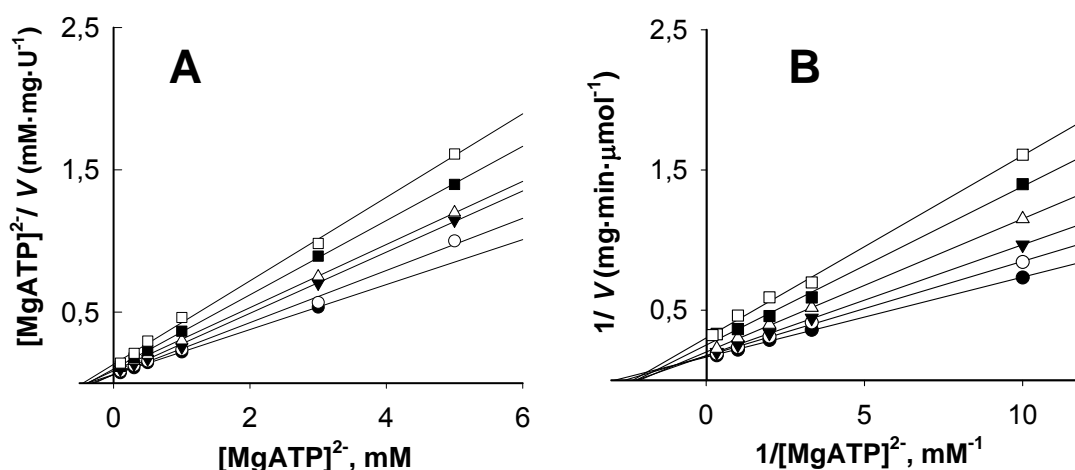 A
2,5
1,5
0,5
0
2
4
6
[MgATP]²⁻/ V (mM·mg·U⁻¹)
[MgATP]²⁻, mM
B
2,5
1,5
0,5
0
5
10
1/ V (mg·min·μmol⁻¹)
1/[MgATP]²⁻, mM⁻¹